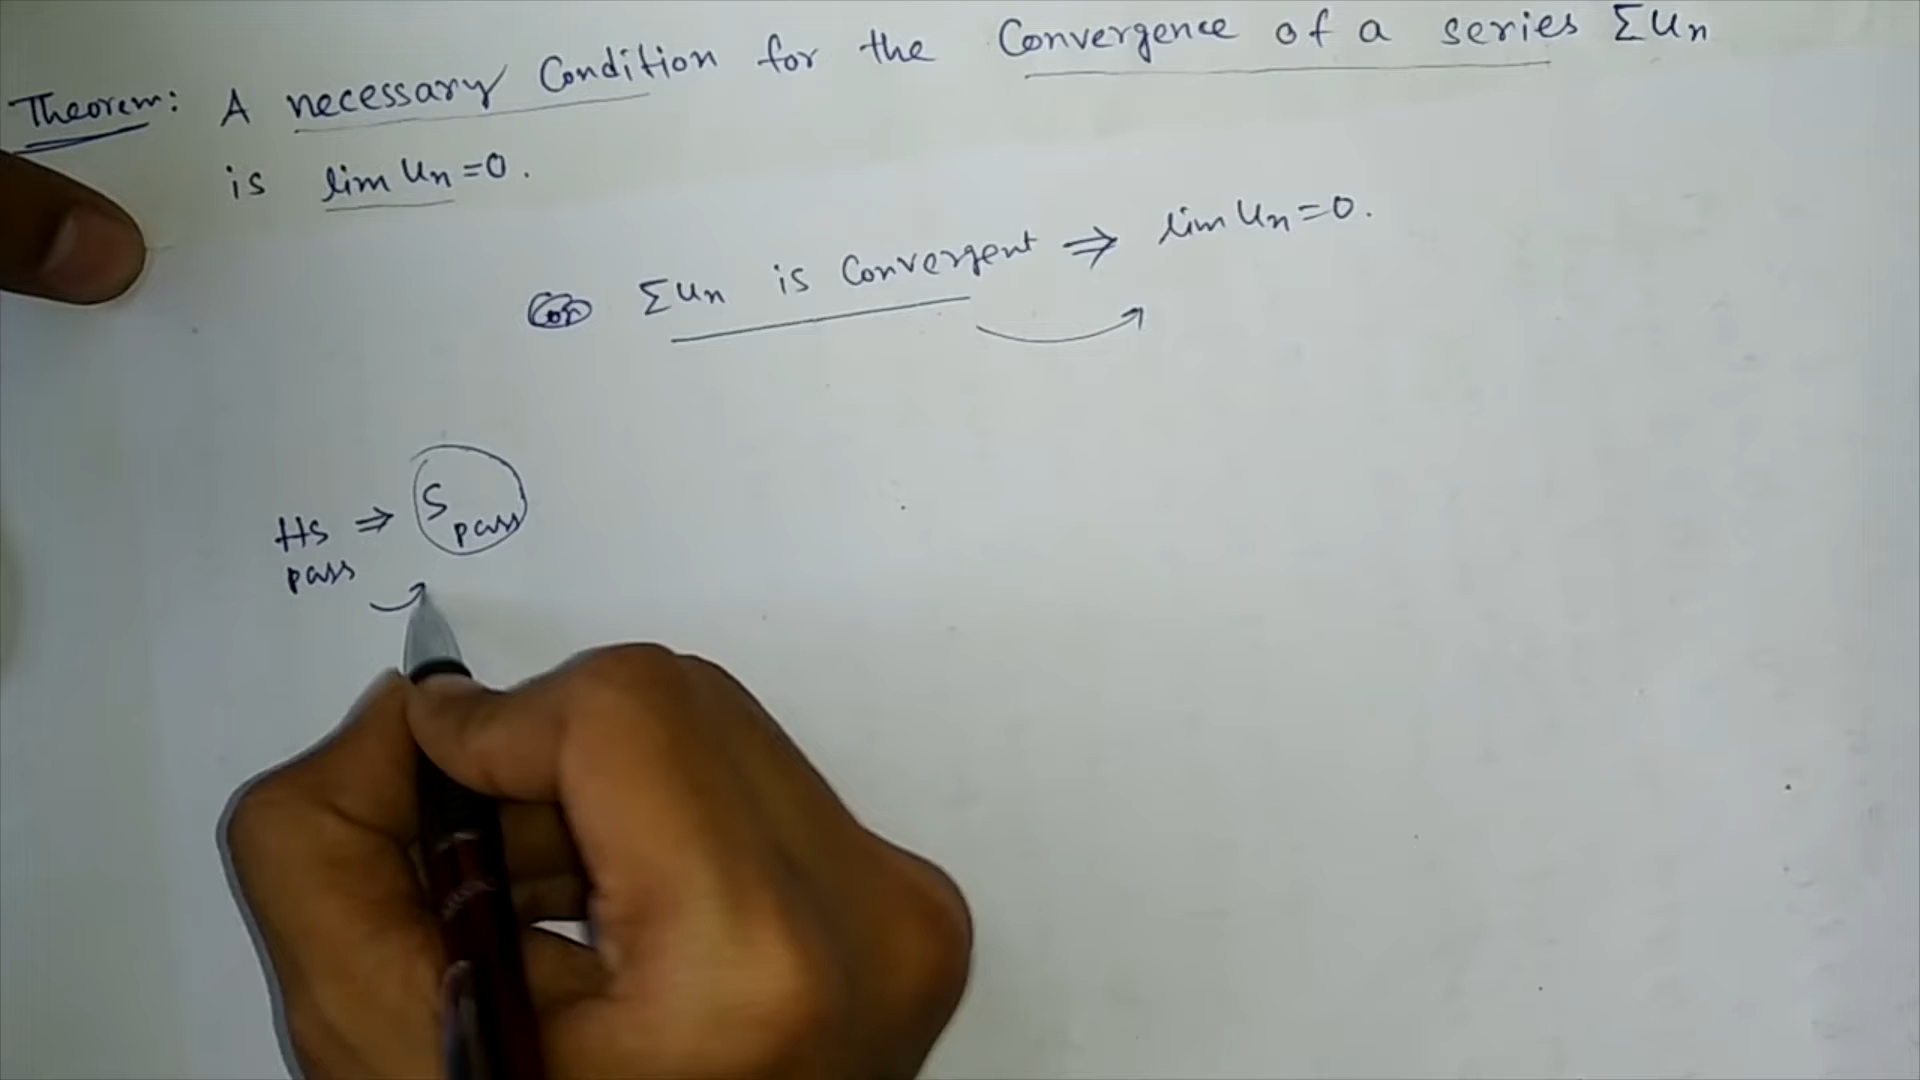 Theorem: A necessary Condition for the Convergence of a series Σun
is lim un=0.
(or) Σun is Convergent ⇒ lim un=0.
HS ⇒ S
pass pass